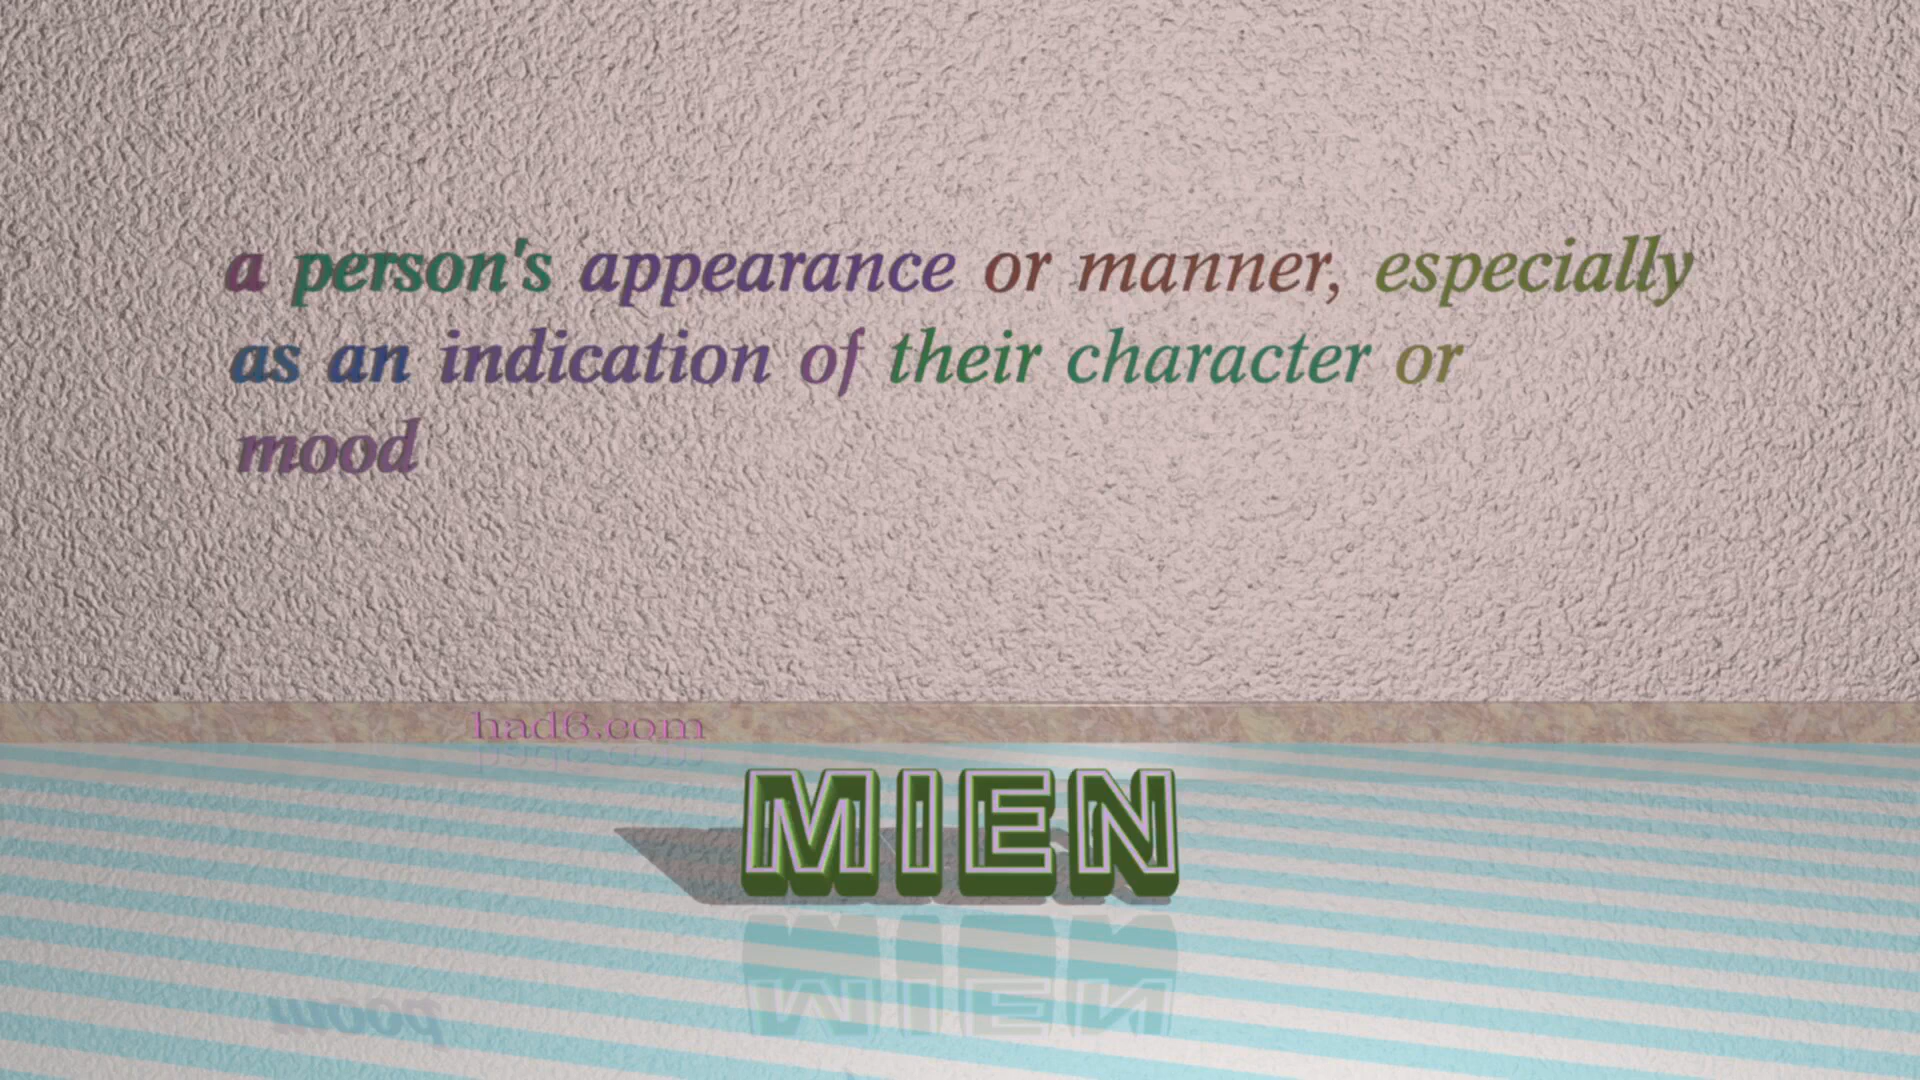 a person's appearance or manner, especially
as an indication of their character or
mood
had6.com
MIEN